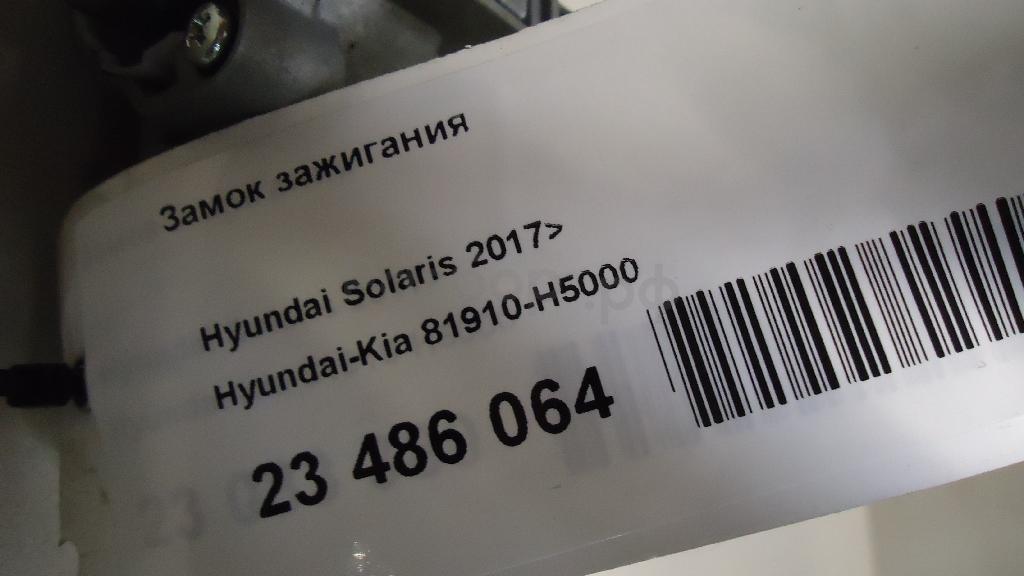 Замок зажигания
Hyundai Solaris 2017>
Hyundai-Kia 81910-H5000
23 486 064